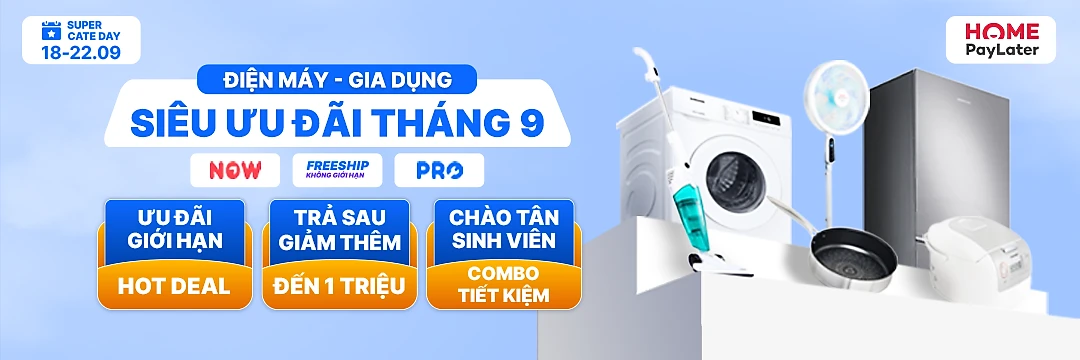 SUPER
CATE DAY
18-22.09
HOME
PayLater
ĐIỆN MÁY - GIA DỤNG
SIÊU ƯU ĐÃI THÁNG 9
NOW
FREESHIP
KHÔNG GIỚI HẠN
PRO
ƯU ĐÃI
GIỚI HẠN
HOT DEAL
TRẢ SAU
GIẢM THÊM
ĐẾN 1 TRIỆU
CHÀO TÂN
SINH VIÊN
COMBO
TIẾT KIỆM